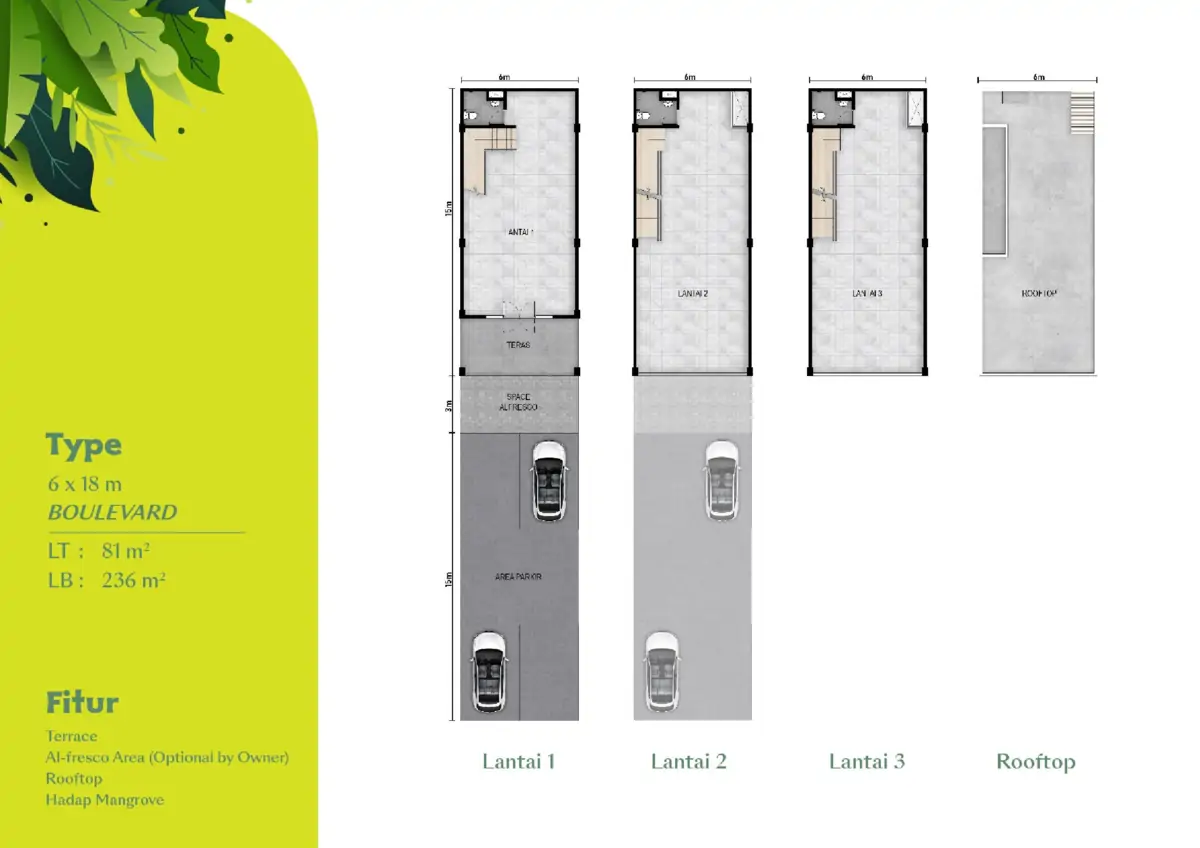 Type
6 x 18 m
BOULEVARD
LT : 81 m²
LB : 236 m²
Fitur
Terrace
Al-fresco Area (Optional by Owner)
Rooftop
Hadap Mangrove
6m
6m
6m
6m
15m
LANTAI 1
LANTAI 2
LANTAI 3
ROOFTOP
TERAS
3m
SPACE
ALFRESCO
15m
AREA PARKIR
Lantai 1
Lantai 2
Lantai 3
Rooftop